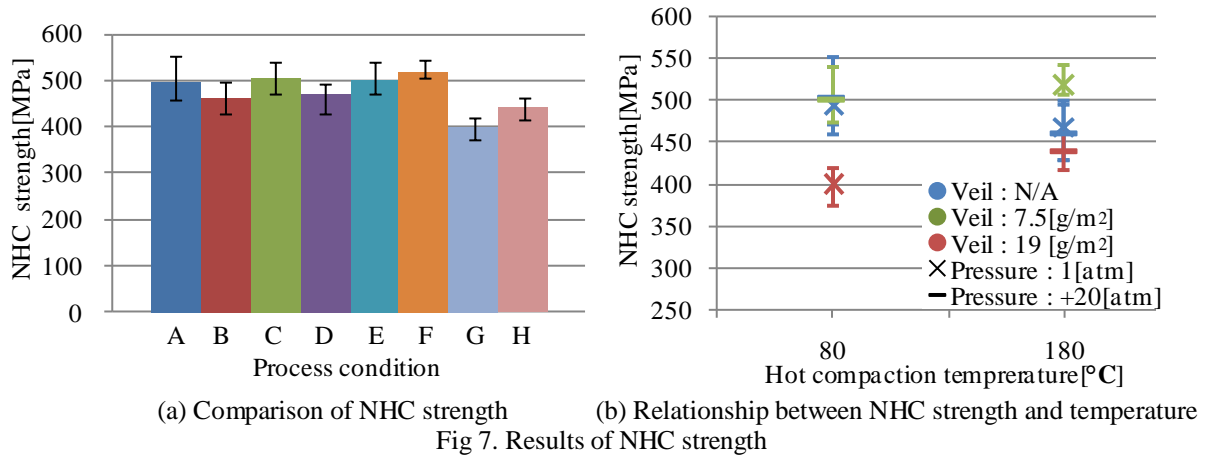 NHC strength[MPa]
600
500
400
300
200
100
0
A B C D E F G H
Process condition
(a) Comparison of NHC strength
NHC strength[MPa]
600
550
500
450
400
350
300
250
Veil : N/A
Veil : 7.5[g/m2]
Veil : 19 [g/m2]
Pressure : 1[atm]
Pressure : +20[atm]
80 180
Hot compaction temprerature[°C]
(b) Relationship between NHC strength and temperature
Fig 7. Results of NHC strength